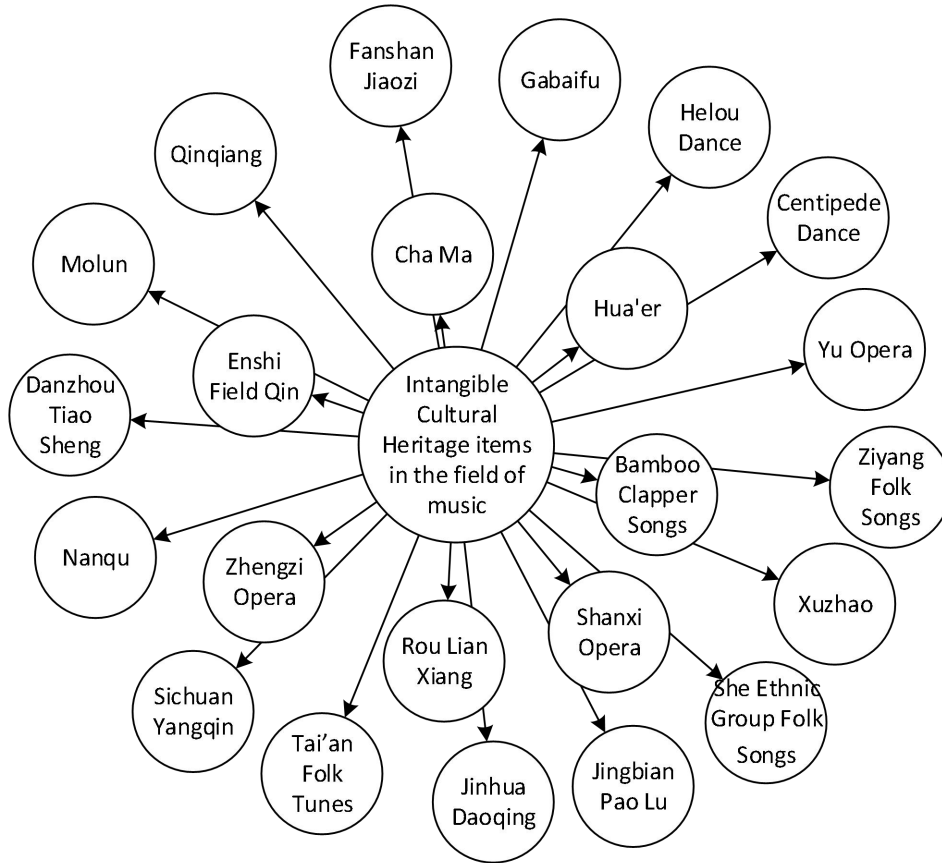 Fanshan
Jiaozi
Gabaifu
Helou
Dance
Qinqiang
Centipede
Dance
Cha Ma
Molun
Hua'er
Yu Opera
Enshi
Field Qin
Danzhou
Tiao
Sheng
Intangible
Cultural
Heritage items
in the field of
music
Bamboo
Clapper
Songs
Ziyang
Folk
Songs
Nanqu
Zhengzi
Opera
Xuzhao
Shanxi
Opera
Rou Lian
Xiang
Sichuan
Yangqin
She Ethnic
Group Folk
Songs
Tai’an
Folk
Tunes
Jinhua
Daoqing
Jingbian
Pao Lu